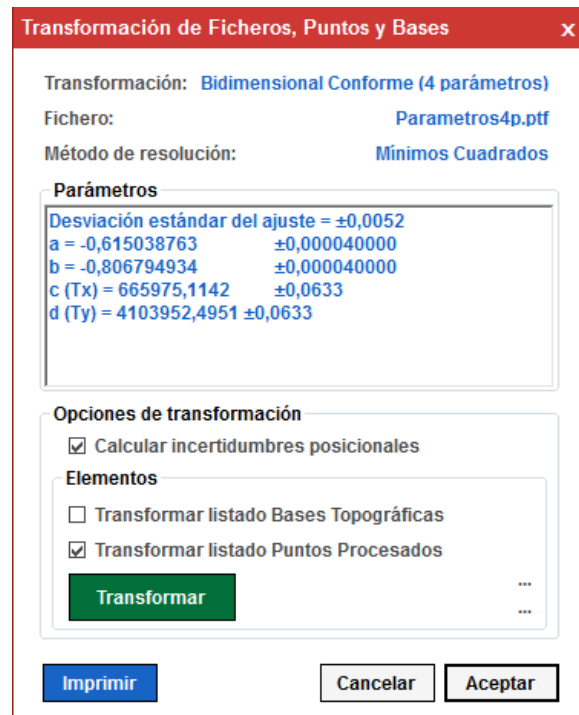 Transformación de Ficheros, Puntos y Bases x
Transformación: Bidimensional Conforme (4 parámetros)
Fichero: Parametros4p.ptf
Método de resolución: Mínimos Cuadrados
Parámetros
Desviación estándar del ajuste = ±0,0052
a = -0,615038763 ±0,000040000
b = -0,806794934 ±0,000040000
c (Tx) = 665975,1142 ±0,0633
d (Ty) = 4103952,4951 ±0,0633
Opciones de transformación
Calcular incertidumbres posicionales
Elementos
Transformar listado Bases Topográficas
Transformar listado Puntos Procesados
Transformar ...
...
Imprimir Cancelar Aceptar